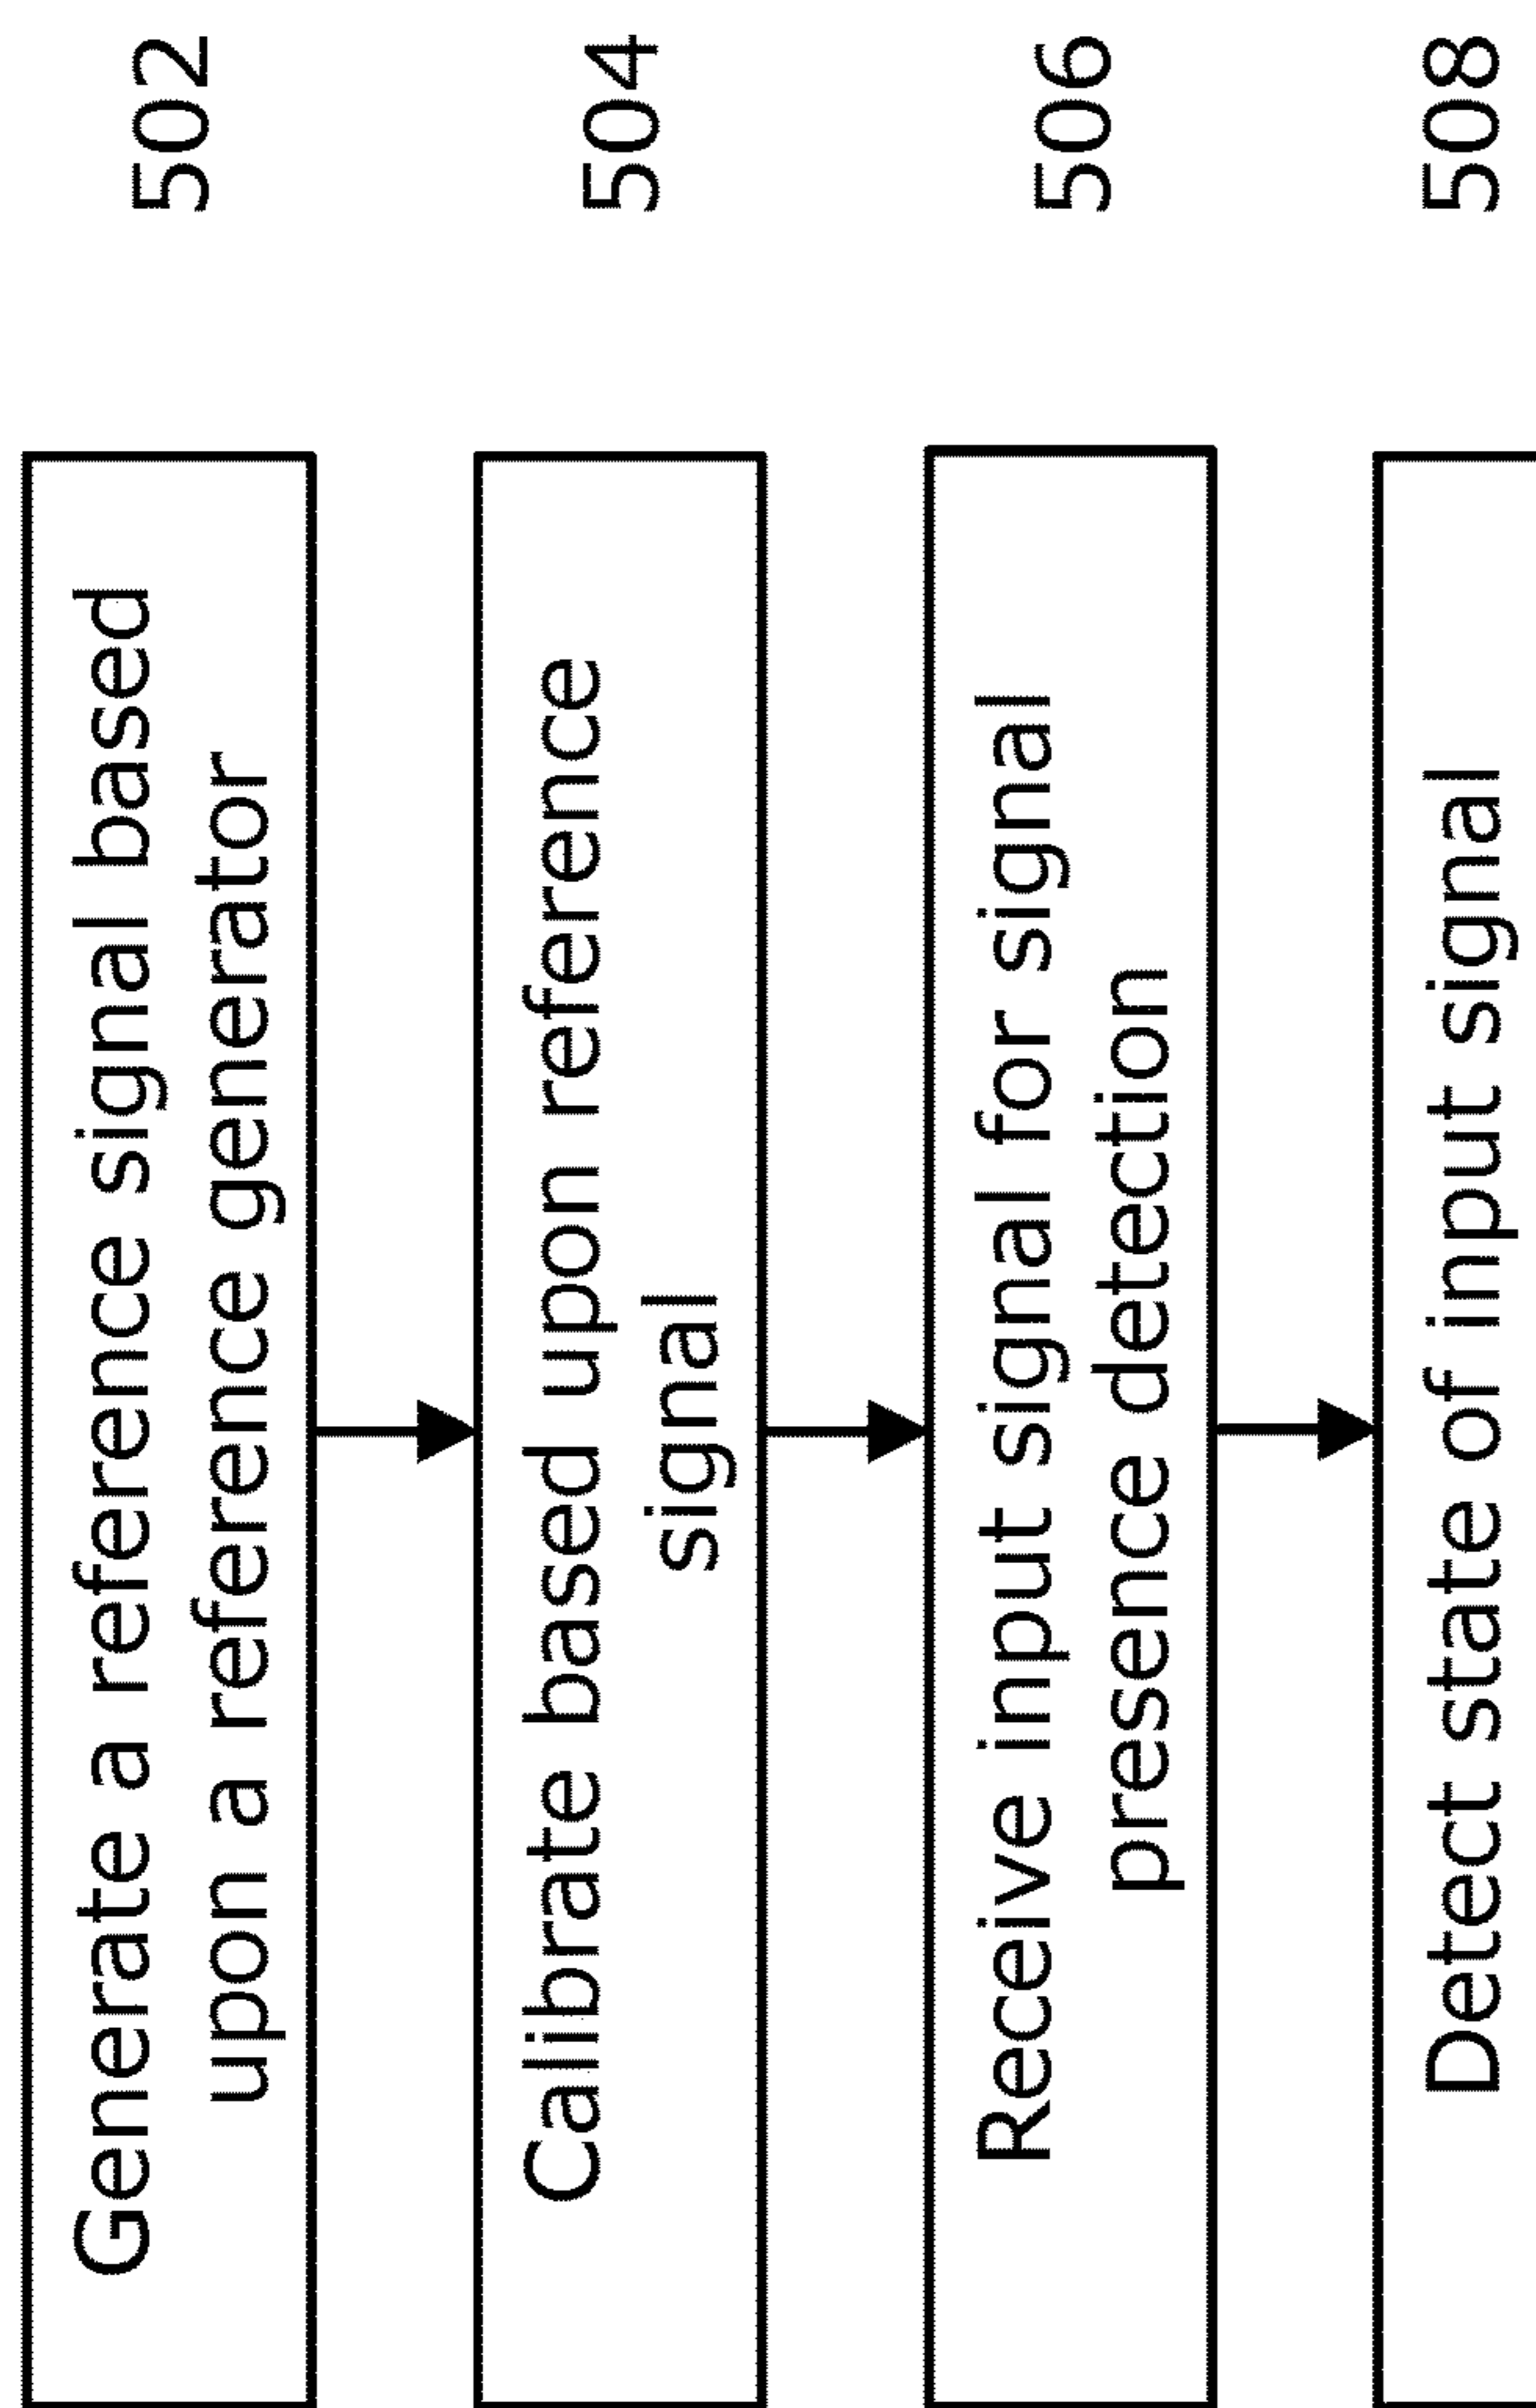 Generate a reference signal based
upon a reference generator
502
Calibrate based upon reference
signal
504
Receive input signal for signal
presence detection
506
Detect state of input signal
508